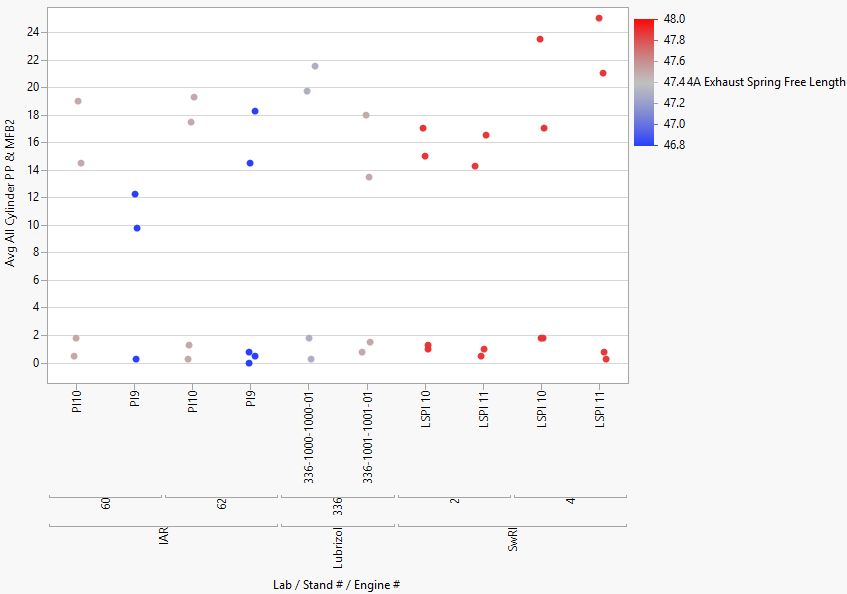 Avg All Cylinder PP & MFB2
24
22
20
18
16
14
12
10
8
6
4
2
0
48.0
47.8
47.6
47.4
47.2
47.0
46.8
4A Exhaust Spring Free Length
PI10
PI9
PI10
PI9
336-1000-1000-01
336-1001-1001-01
LSPI 10
LSPI 11
LSPI 10
LSPI 11
60
62
336
2
4
IAR
Lubrizol
SwRI
Lab / Stand # / Engine #